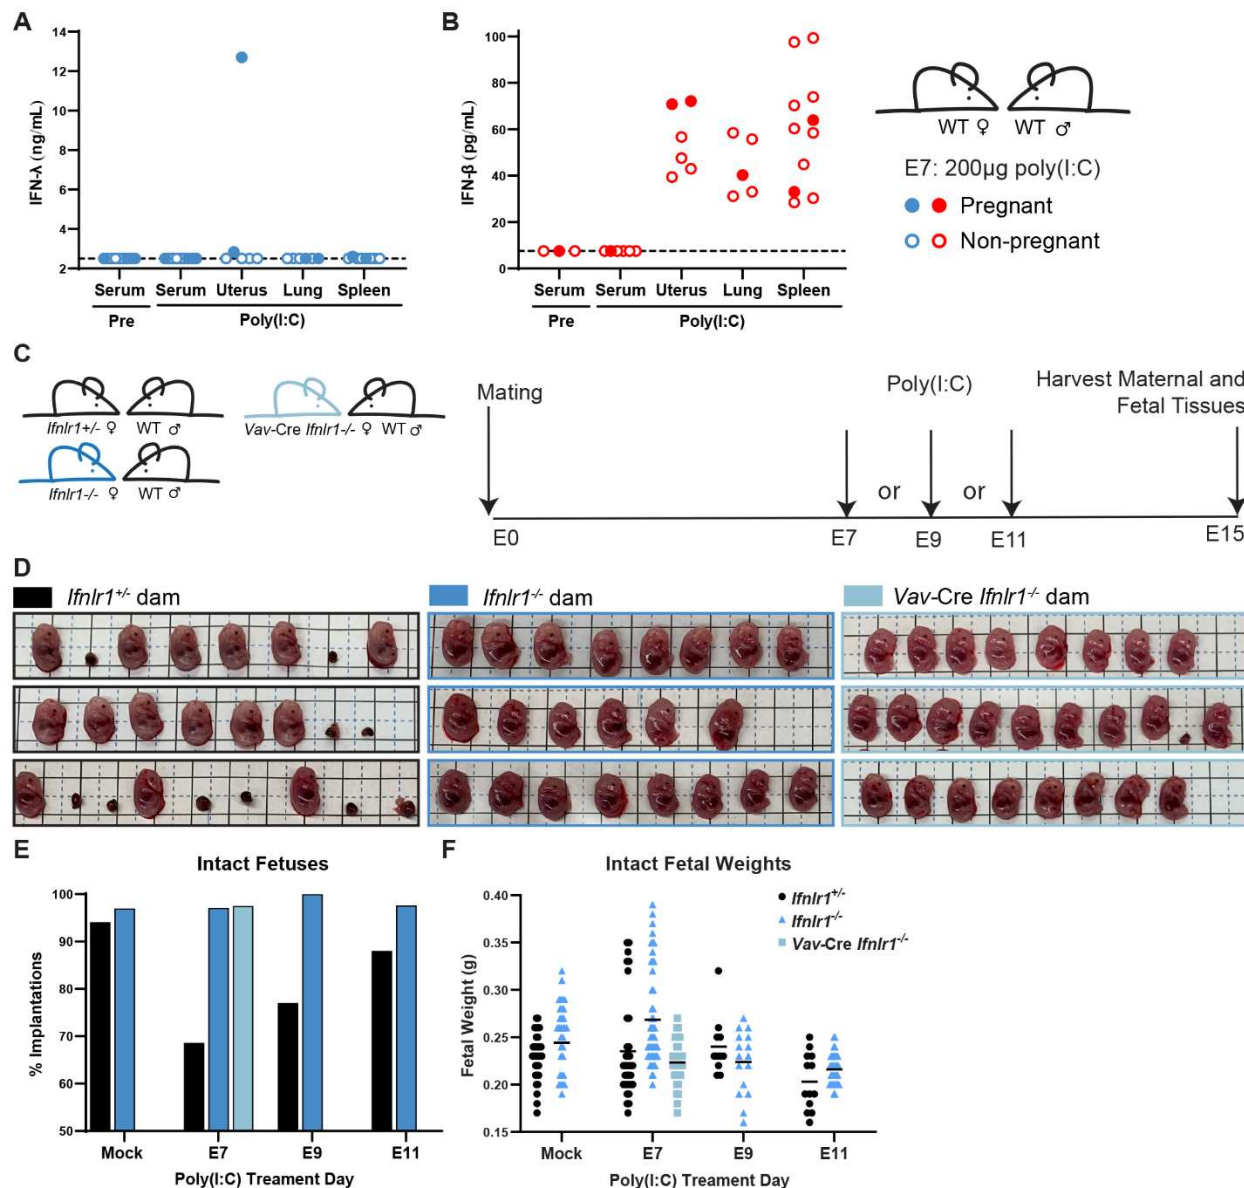 A
IFN-λ (ng/mL)
14
12
10
8
6
4
2
Serum Serum Uterus Lung Spleen
Pre Poly(I:C)
B
IFN-β (pg/mL)
100
80
60
40
20
0
Serum Serum Uterus Lung Spleen
Pre Poly(I:C)
WT ♀ WT ♂
E7: 200μg poly(I:C)
Pregnant
Non-pregnant
C
Ifnlr1+/- ♀ WT ♂
Vav-Cre Ifnlr1-/- ♀ WT ♂
Ifnlr1-/- ♀ WT ♂
Mating
Poly(I:C)
Harvest Maternal and
Fetal Tissues
or or
E0 E7 E9 E11 E15
D
Ifnlr1+/- dam
Ifnlr1-/- dam
Vav-Cre Ifnlr1-/- dam
E
Intact Fetuses
% Implantations
100
90
80
70
60
50
Mock E7 E9 E11
Poly(I:C) Treament Day
F
Intact Fetal Weights
Ifnlr1+/-
Ifnlr1-/-
Vav-Cre Ifnlr1-/-
Fetal Weight (g)
0.40
0.35
0.30
0.25
0.20
0.15
Mock E7 E9 E11
Poly(I:C) Treament Day